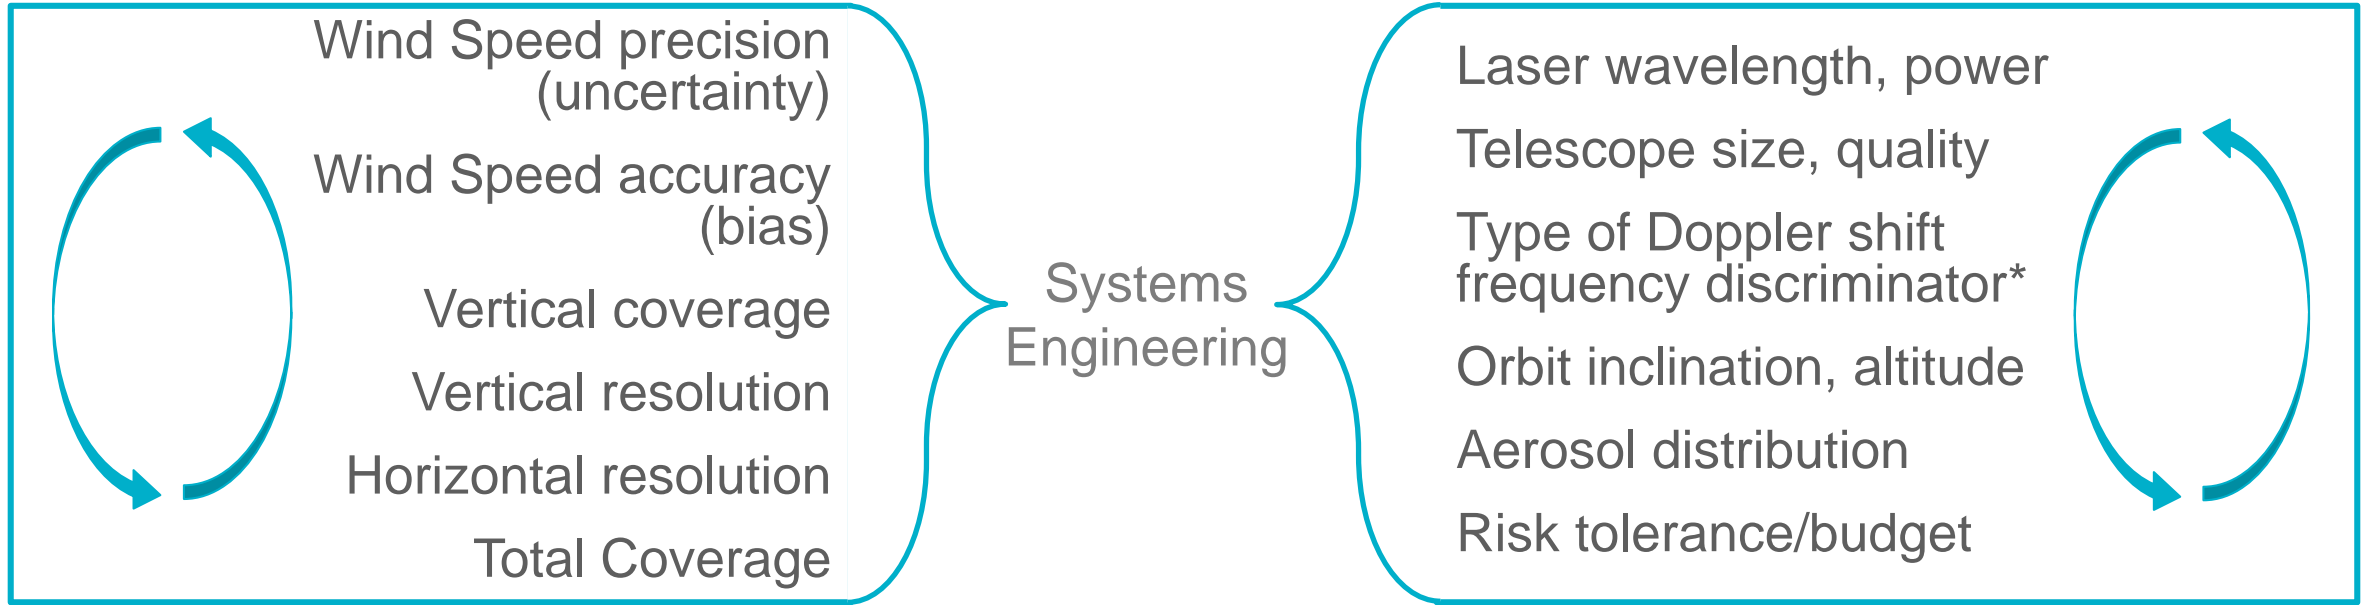 Wind Speed precision
(uncertainty)
Wind Speed accuracy
(bias)
Vertical coverage
Vertical resolution
Horizontal resolution
Total Coverage
Systems
Engineering
Laser wavelength, power
Telescope size, quality
Type of Doppler shift
frequency discriminator*
Orbit inclination, altitude
Aerosol distribution
Risk tolerance/budget